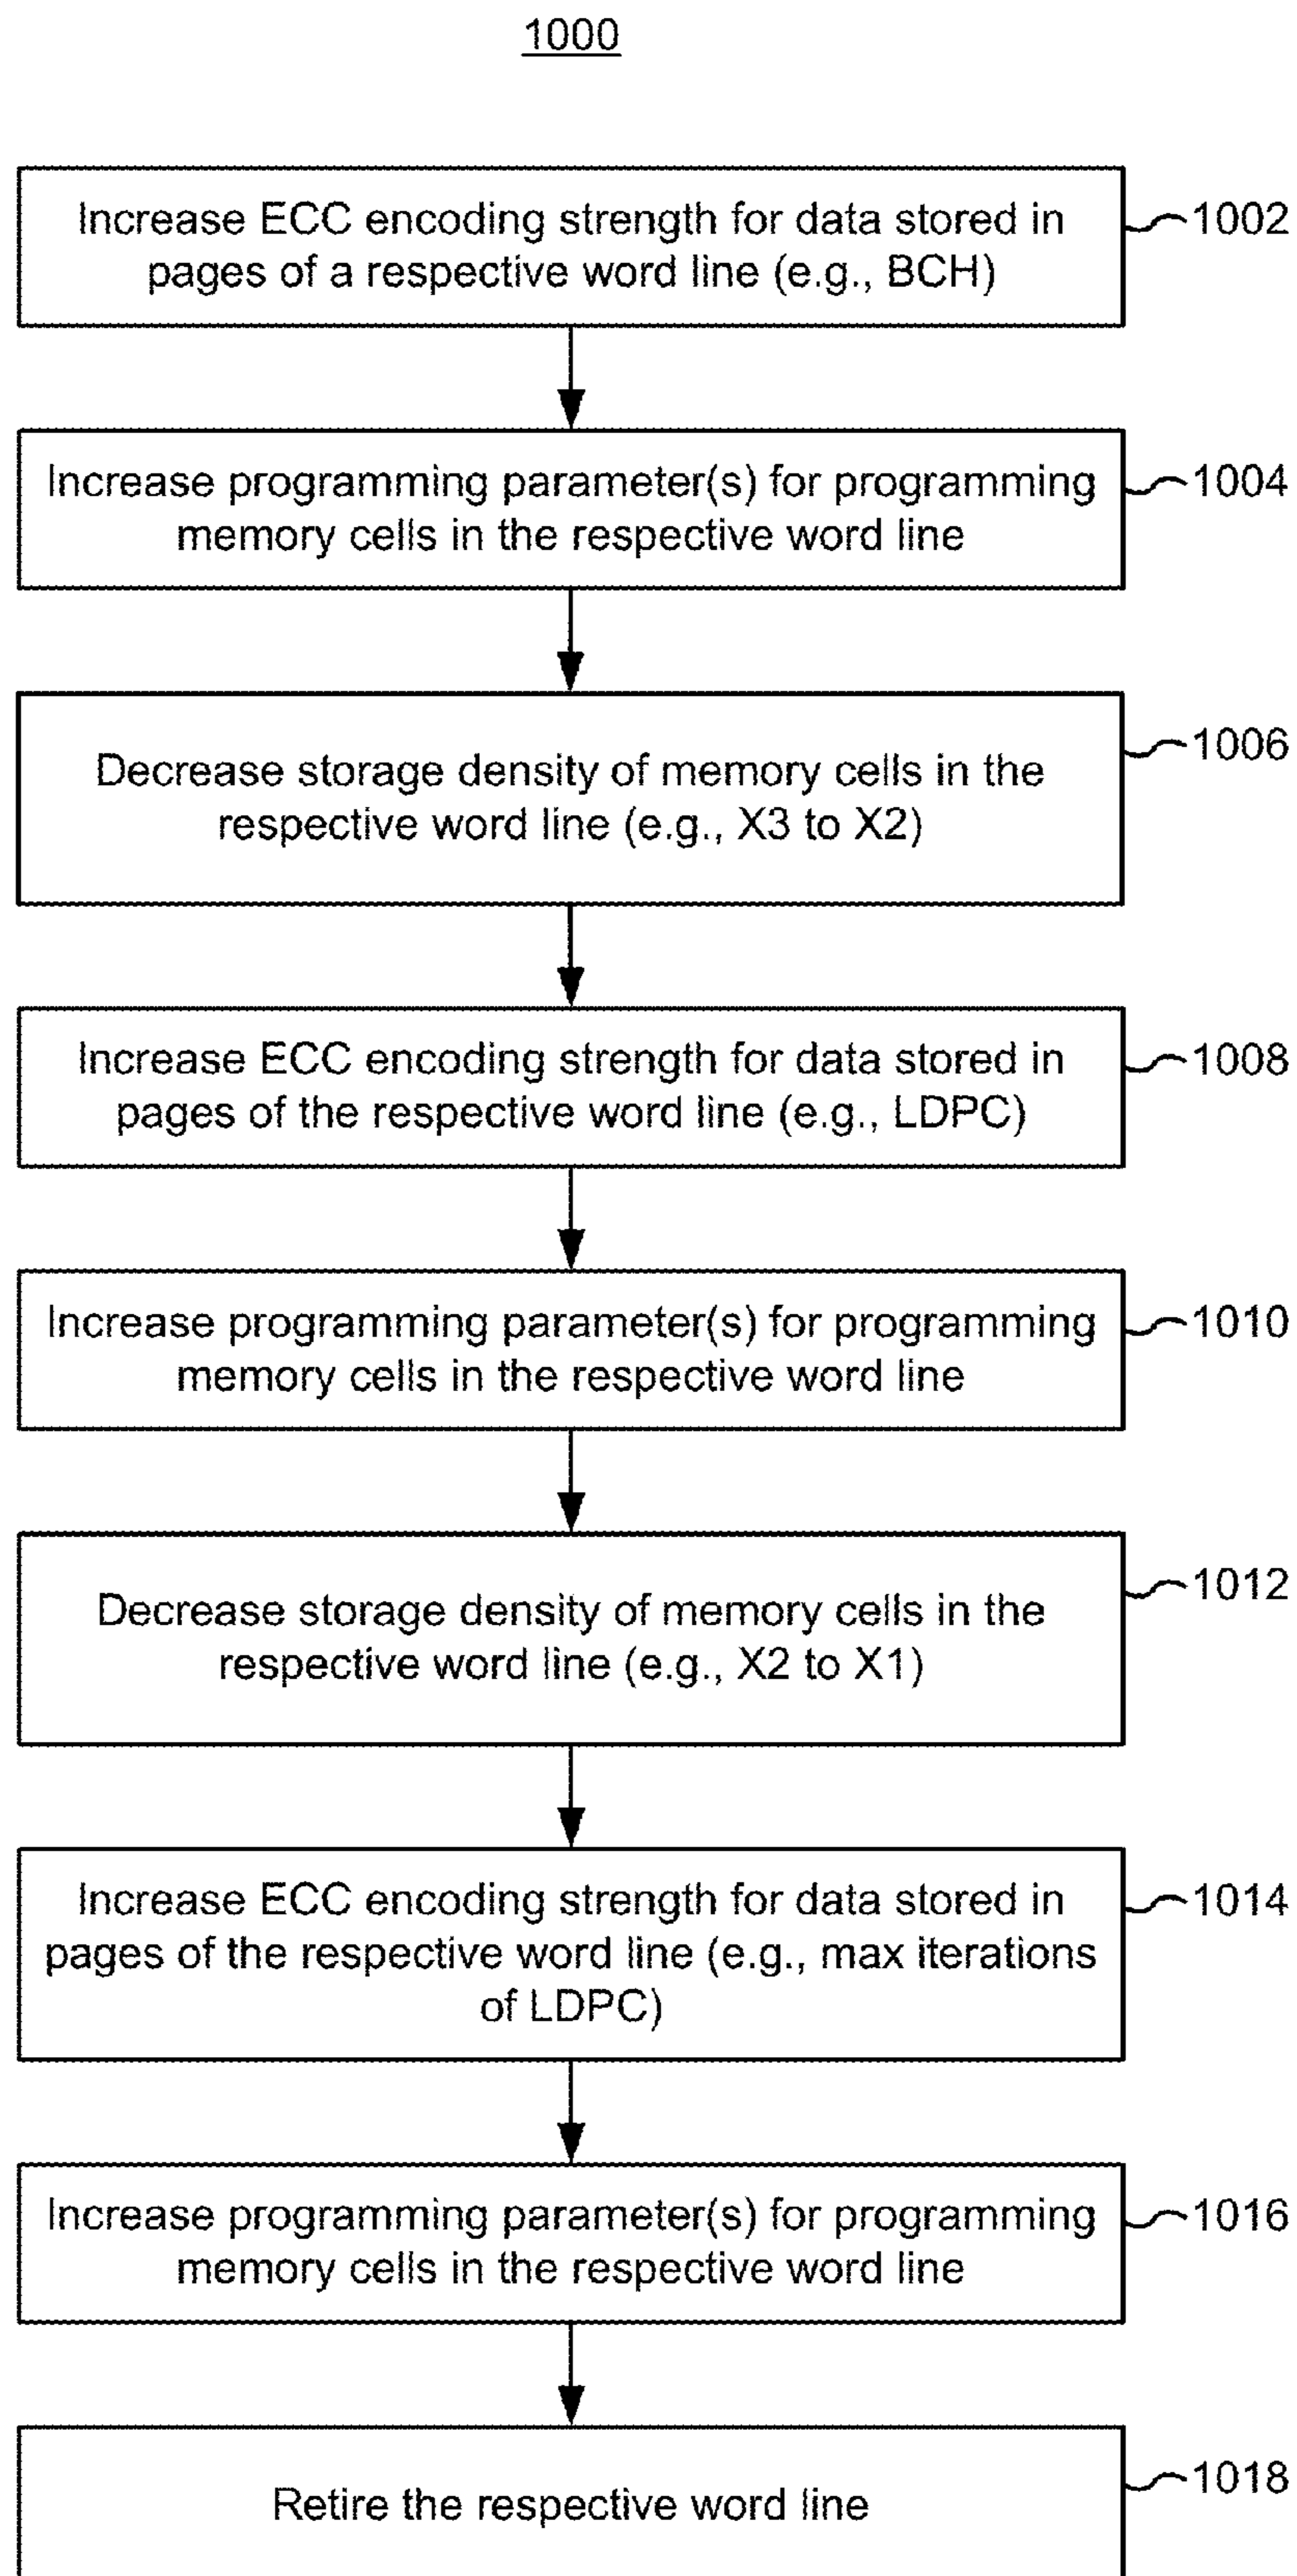 1000
Increase ECC encoding strength for data stored in
pages of a respective word line (e.g., BCH)
1002
Increase programming parameter(s) for programming
memory cells in the respective word line
1004
Decrease storage density of memory cells in the
respective word line (e.g., X3 to X2)
1006
Increase ECC encoding strength for data stored in
pages of the respective word line (e.g., LDPC)
1008
Increase programming parameter(s) for programming
memory cells in the respective word line
1010
Decrease storage density of memory cells in the
respective word line (e.g., X2 to X1)
1012
Increase ECC encoding strength for data stored in
pages of the respective word line (e.g., max iterations
of LDPC)
1014
Increase programming parameter(s) for programming
memory cells in the respective word line
1016
Retire the respective word line
1018